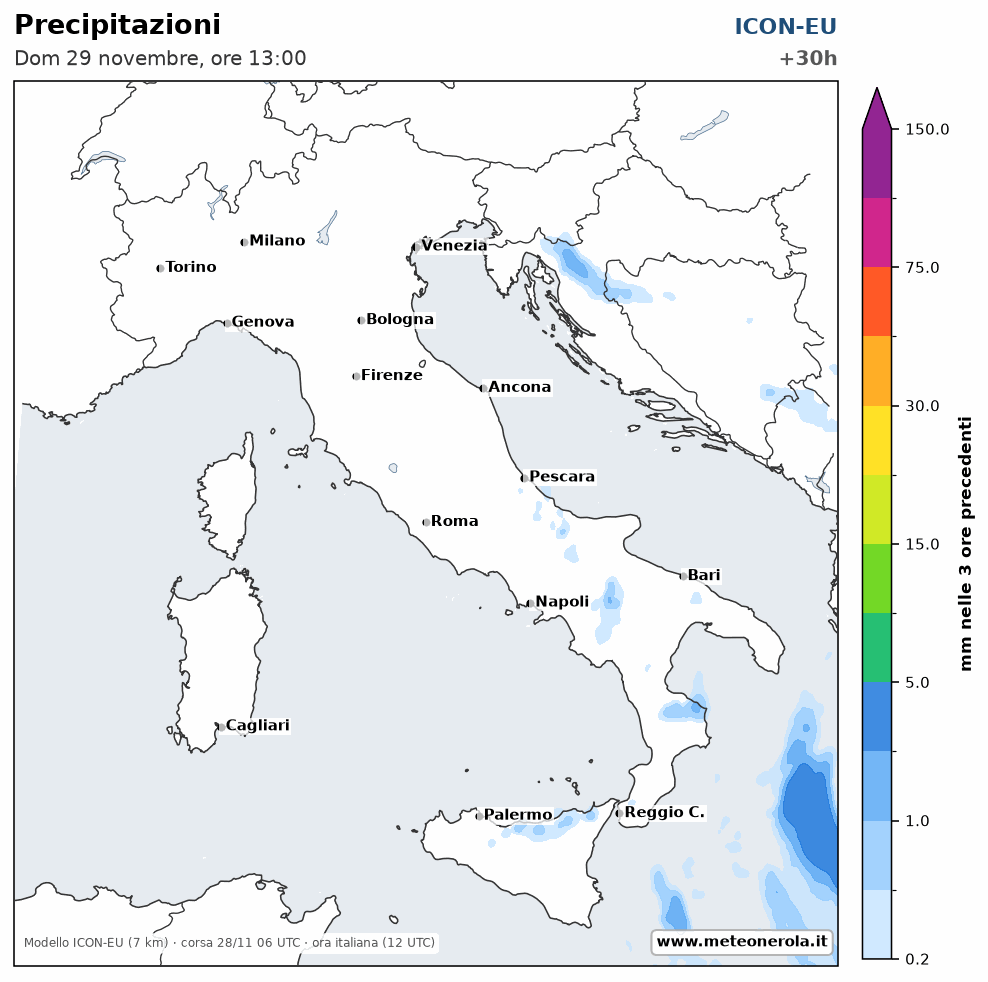 Precipitazioni
ICON-EU
Dom 29 novembre, ore 13:00
+30h
150.0
75.0
30.0
15.0
5.0
1.0
0.2
mm nelle 3 ore precedenti
Milano
Venezia
Torino
Genova
Bologna
Firenze
Ancona
Pescara
Roma
Bari
Napoli
Cagliari
Palermo
Reggio C.
Modello ICON-EU (7 km) · corsa 28/11 06 UTC · ora italiana (12 UTC)
www.meteonerola.it